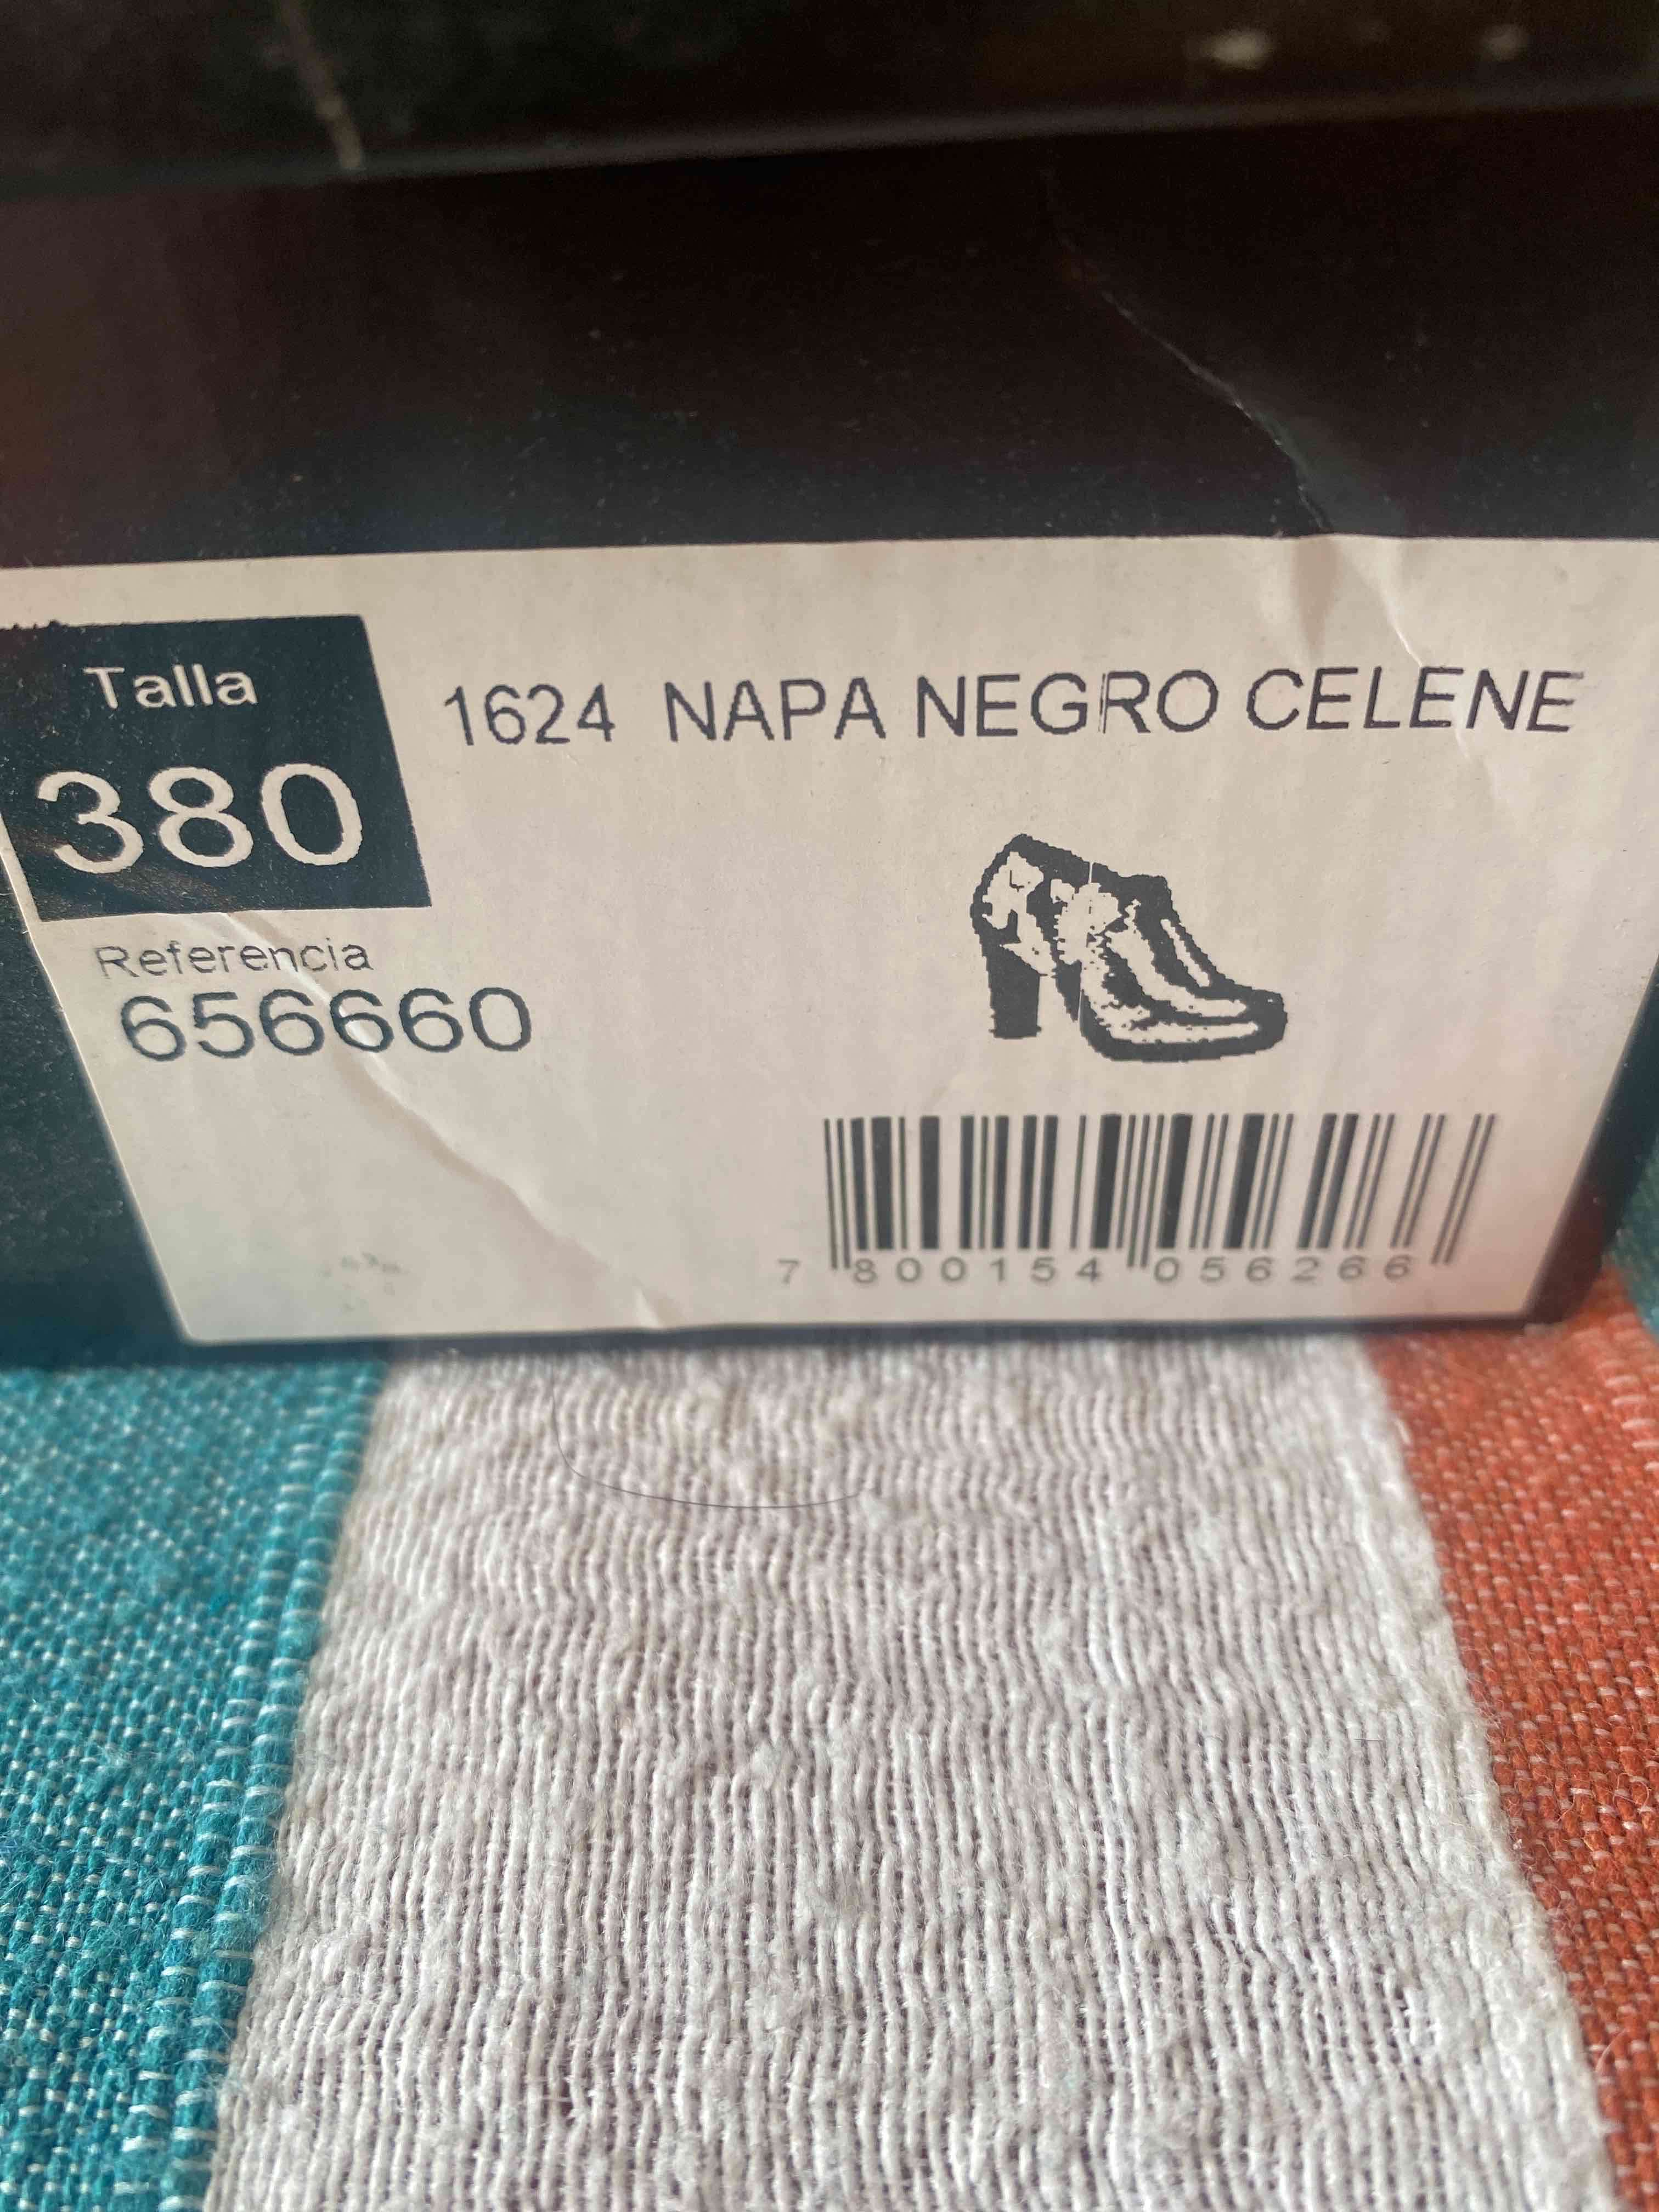 Talla
380
1624 NAPA NEGRO CELENE
Referencia
656660
7 800154 056266